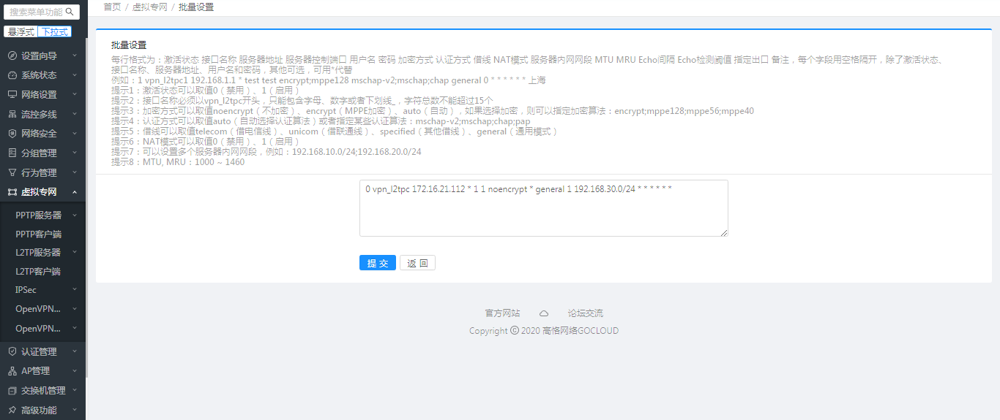 搜索菜单功能
悬浮式 下拉式
设置向导
系统状态
网络设置
流控多线
网络安全
分组管理
行为管理
虚拟专网
PPTP服务器
PPTP客户端
L2TP服务器
L2TP客户端
IPSec
OpenVPN...
OpenVPN...
认证管理
AP管理
交换机管理
高级功能
首页 / 虚拟专网 / 批量设置
批量设置
每行格式为：激活状态 接口名称 服务器地址 服务器控制端口 用户名 密码 加密方式 认证方式 借线 NAT模式 服务器内网网段 MTU MRU Echo间隔 Echo检测阈值 指定出口 备注，每个字段用空格隔开，除了激活状态、
接口名称、服务器地址、用户名和密码，其他可选，可用*代替
例如：1 vpn_l2tpc1 192.168.1.1 * test test encrypt;mppe128 mschap-v2;mschap;chap general 0 * * * * * * 上海
提示1：激活状态可以取值0（禁用）、1（启用）
提示2：接口名称必须以vpn_l2tpc开头，只能包含字母、数字或者下划线_，字符总数不能超过15个
提示3：加密方式可以取值noencrypt（不加密）、encrypt（MPPE加密）、auto（自动），如果选择加密，则可以指定加密算法：encrypt;mppe128;mppe56;mppe40
提示4：认证方式可以取值auto（自动选择认证算法）或者指定某些认证算法：mschap-v2;mschap;chap;pap
提示5：借线可以取值telecom（借电信线）、unicom（借联通线）、specified（其他借线）、general（通用模式）
提示6：NAT模式可以取值0（禁用）、1（启用）
提示7：可以设置多个服务器内网网段，例如：192.168.10.0/24;192.168.20.0/24
提示8：MTU, MRU：1000 ~ 1460
0 vpn_l2tpc 172.16.21.112 * 1 1 noencrypt * general 1 192.168.30.0/24 * * * * * *
提 交 返 回
官方网站 论坛交流
Copyright © 2020 高恪网络GOCLOUD